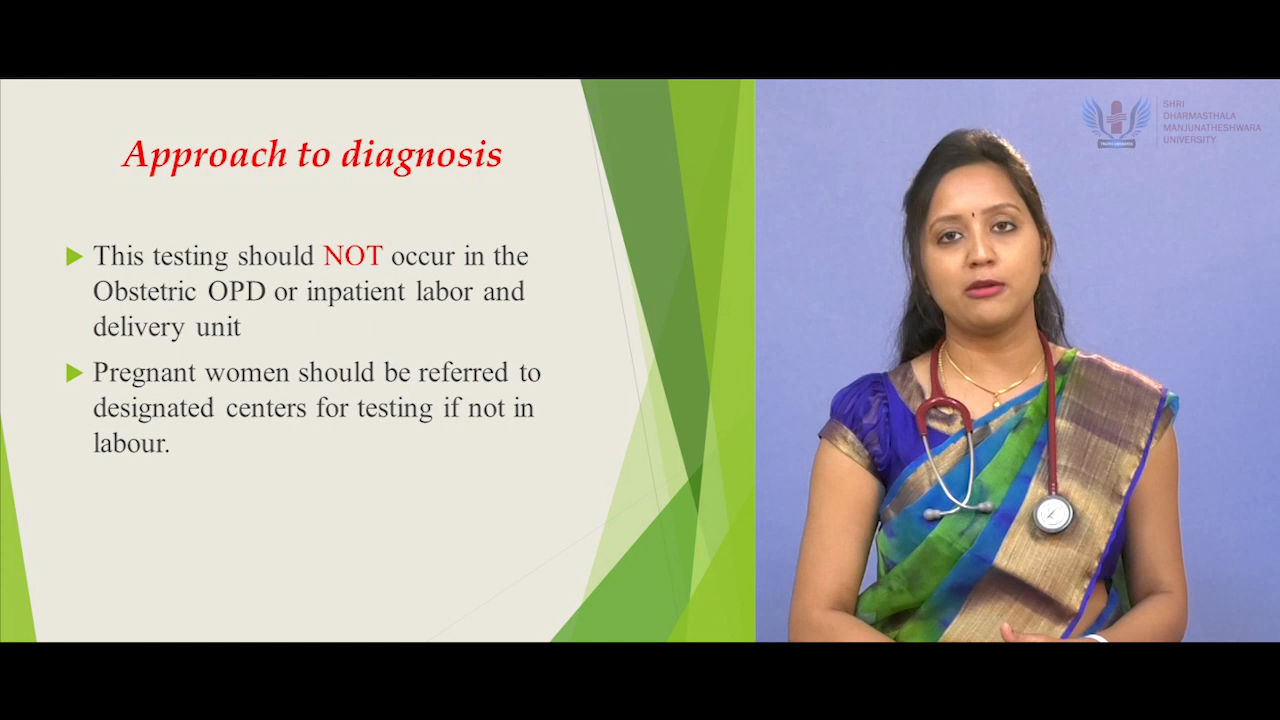 Approach to diagnosis
This testing should NOT occur in the
Obstetric OPD or inpatient labor and
delivery unit
Pregnant women should be referred to
designated centers for testing if not in
labour.
SHRI
DHARMASTHALA
MANJUNATHESHWARA
UNIVERSITY